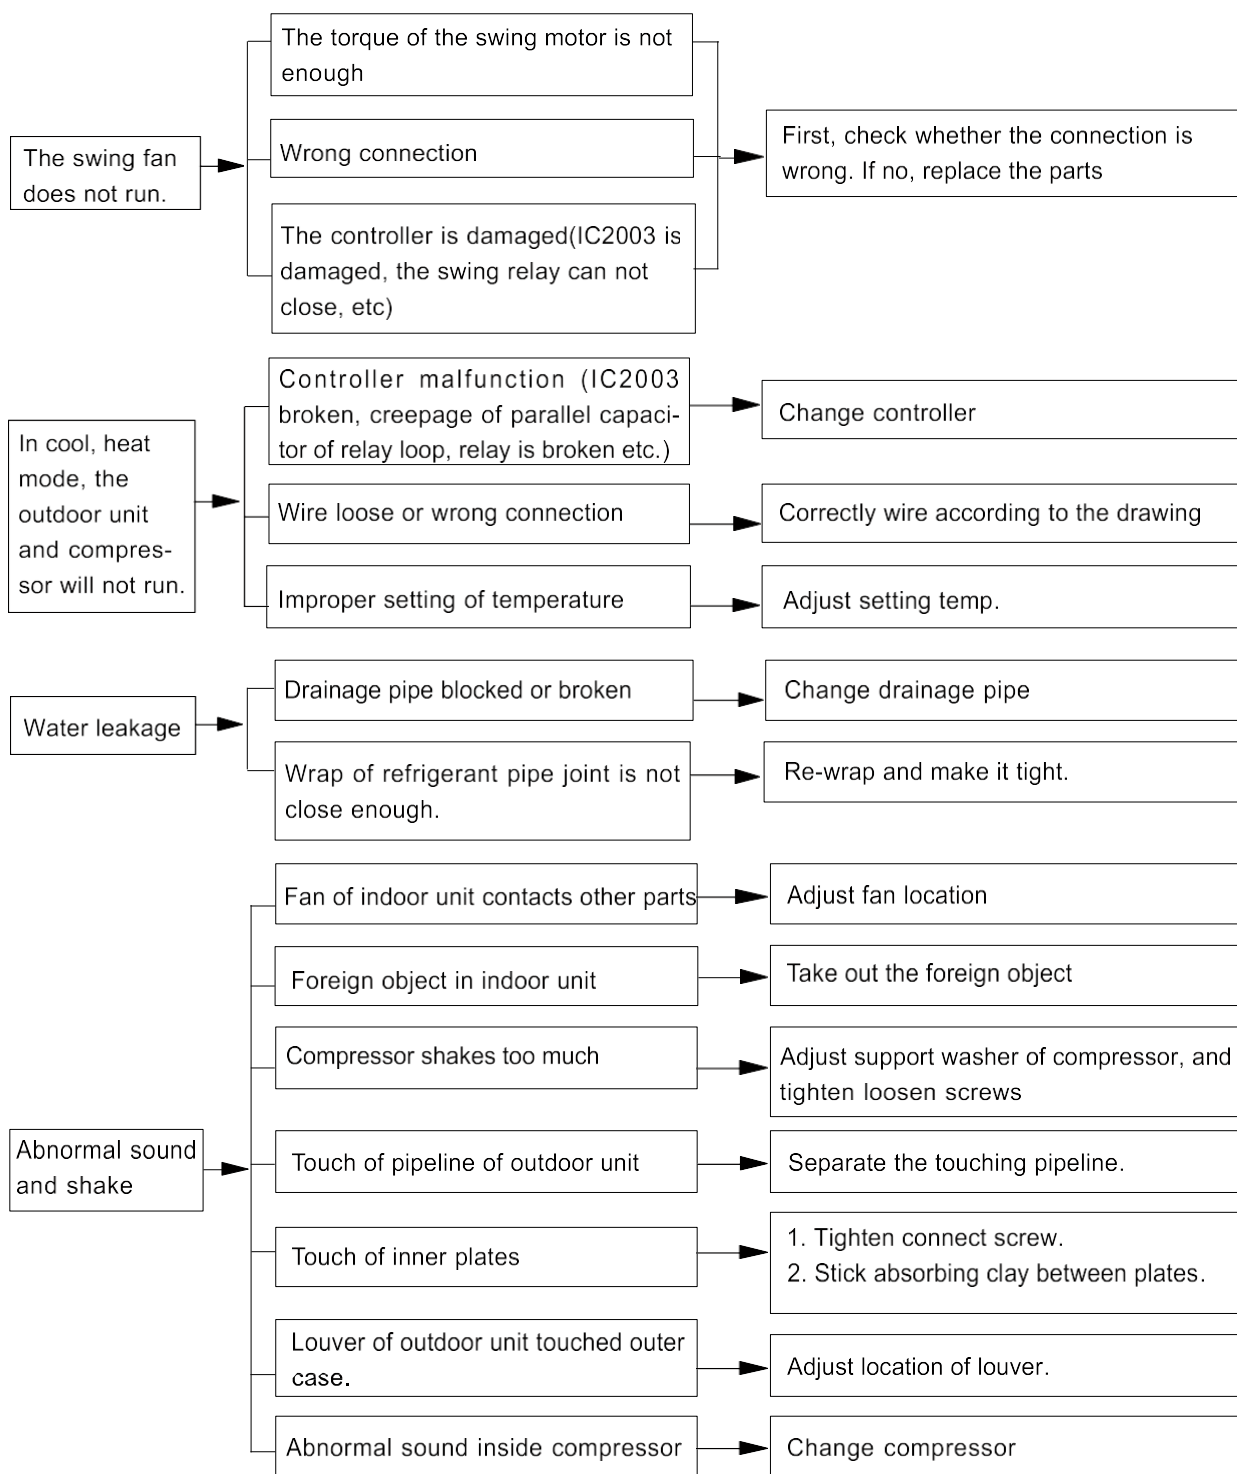 The swing fan
does not run.
The torque of the swing motor is not
enough
Wrong connection
The controller is damaged(IC2003 is
damaged, the swing relay can not
close, etc)
First, check whether the connection is
wrong. If no, replace the parts
In cool, heat
mode, the
outdoor unit
and compres-
sor will not run.
Controller malfunction (IC2003
broken, creepage of parallel capaci-
tor of relay loop, relay is broken etc.)
Change controller
Wire loose or wrong connection
Correctly wire according to the drawing
Improper setting of temperature
Adjust setting temp.
Water leakage
Drainage pipe blocked or broken
Change drainage pipe
Wrap of refrigerant pipe joint is not
close enough.
Re-wrap and make it tight.
Abnormal sound
and shake
Fan of indoor unit contacts other parts
Adjust fan location
Foreign object in indoor unit
Take out the foreign object
Compressor shakes too much
Adjust support washer of compressor, and
tighten loosen screws
Touch of pipeline of outdoor unit
Separate the touching pipeline.
Touch of inner plates
1. Tighten connect screw.
2. Stick absorbing clay between plates.
Louver of outdoor unit touched outer
case.
Adjust location of louver.
Abnormal sound inside compressor
Change compressor